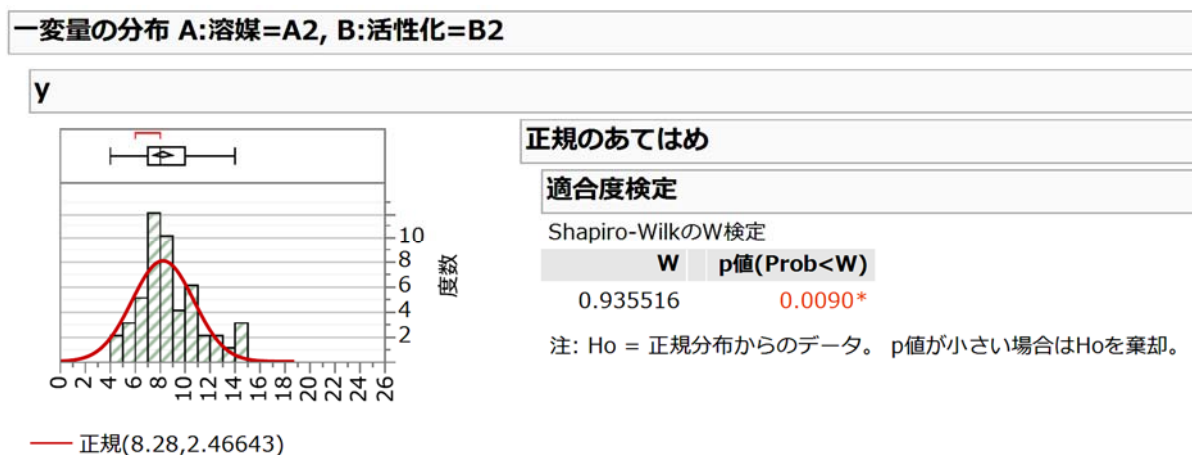 一変量の分布 A:溶媒=A2, B:活性化=B2
y
正規のあてはめ
適合度検定
Shapiro-WilkのW検定
W p値(Prob<W)
0.935516 0.0090*
注: Ho = 正規分布からのデータ。 p値が小さい場合はHoを棄却。
10
8
6
4
2
度数
0 2 4 6 8 10 12 14 16 18 20 22 24 26
正規(8.28,2.46643)